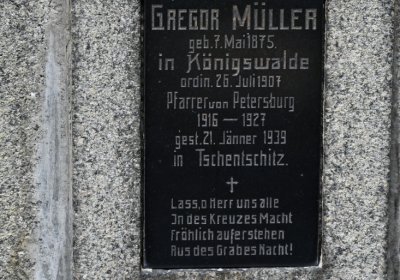 GREGOR MÜLLER
geb. 7. Mai 1875.
in Königswalde
ordin. 26. Juli 1907
Pfarrer von Petersburg
1916 — 1927
gest. 21. Jänner 1939
in Tschentschitz.
Lass, o Herr uns alle
In des Kreuzes Macht
Fröhlich auferstehen
Aus des Grabes Nacht!